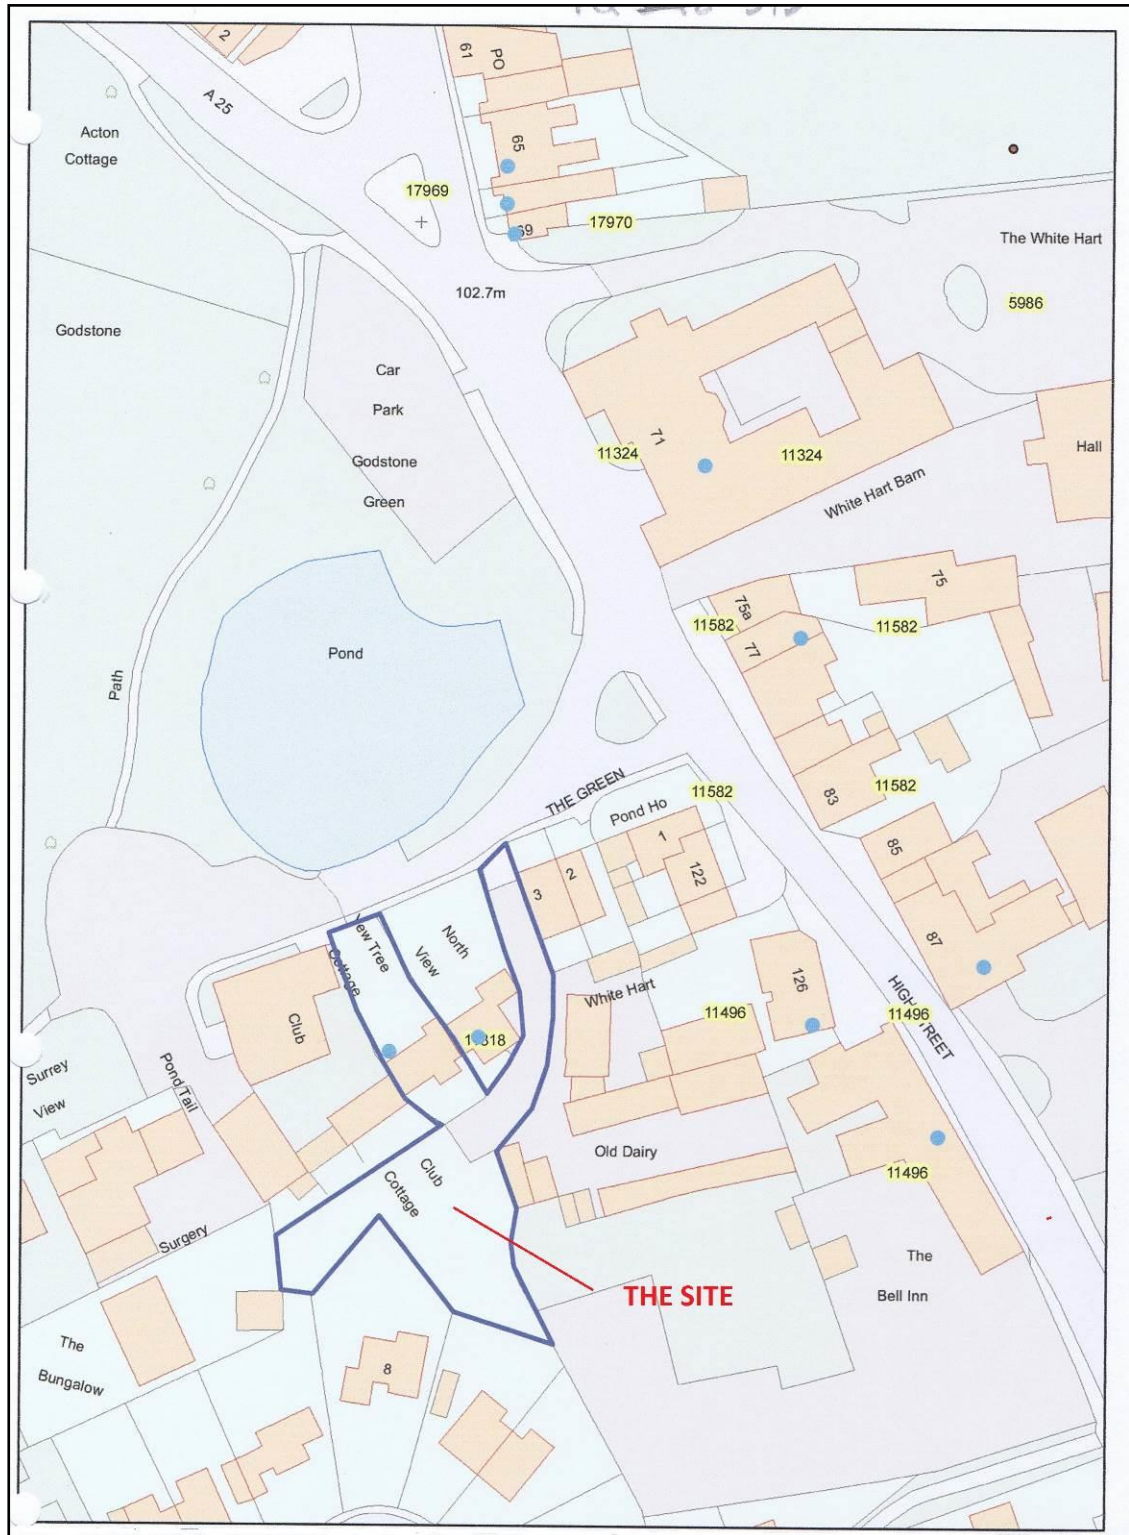 2
61
PO
A 25
Acton
Cottage
65
17969
69
17970
The White Hart
102.7m
5986
Godstone
Car
Park
Godstone
Green
71
11324
11324
Hall
White Hart Barn
75
75a
11582
11582
77
Pond
Path
THE GREEN
11582
11582
83
Pond Ho
1
85
122
2
3
87
Yew Tree
Cottage
North
View
White Hart
126
HIGH STREET
11496
11496
Club
11318
Surrey
View
Pond Tail
Old Dairy
Club
Cottage
11496
Surgery
The
Bell Inn
THE SITE
The
Bungalow
8